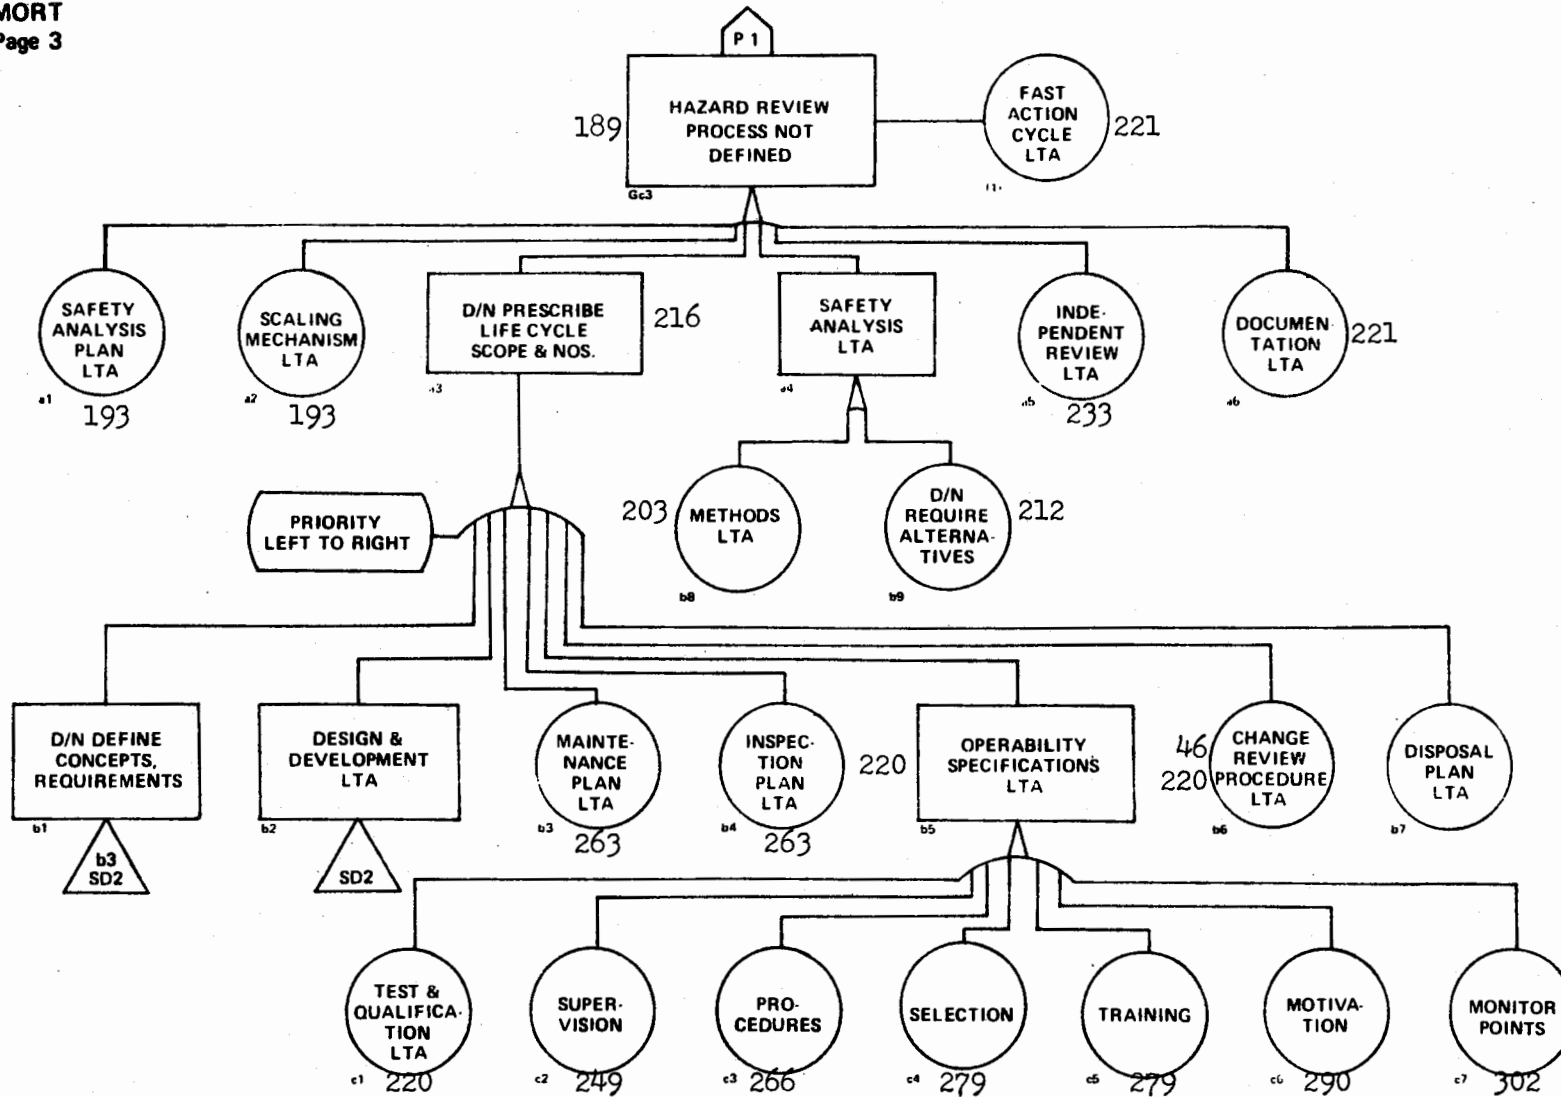 MORT
Page 3
P 1
HAZARD REVIEW
PROCESS NOT
DEFINED
189
Gc3
FAST
ACTION
CYCLE
LTA
221
SAFETY
ANALYSIS
PLAN
LTA
a1
193
SCALING
MECHANISM
LTA
a2
193
D/N PRESCRIBE
LIFE CYCLE
SCOPE & NOS.
216
a3
SAFETY
ANALYSIS
LTA
a4
INDE-
PENDENT
REVIEW
LTA
a5
233
DOCUMEN-
TATION
LTA
221
a6
PRIORITY
LEFT TO RIGHT
203
METHODS
LTA
b8
D/N
REQUIRE
ALTERNA-
TIVES
212
b9
D/N DEFINE
CONCEPTS,
REQUIREMENTS
b1
b3
SD2
DESIGN &
DEVELOPMENT
LTA
b2
SD2
MAINTE-
NANCE
PLAN
LTA
b3
263
INSPEC-
TION
PLAN
LTA
b4
263
220
OPERABILITY
SPECIFICATIONS
LTA
b5
46
220
CHANGE
REVIEW
PROCEDURE
LTA
b6
DISPOSAL
PLAN
LTA
b7
TEST &
QUALIFICA-
TION
LTA
c1 220
SUPER-
VISION
c2 249
PRO-
CEDURES
c3 266
SELECTION
c4 279
TRAINING
c5 279
MOTIVA-
TION
c6 290
MONITOR
POINTS
c7 302